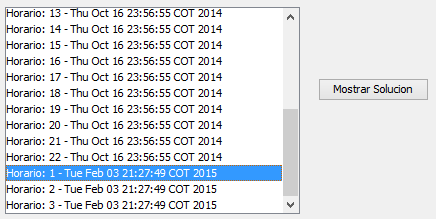 Horario: 13 - Thu Oct 16 23:56:55 COT 2014
Horario: 14 - Thu Oct 16 23:56:55 COT 2014
Horario: 15 - Thu Oct 16 23:56:55 COT 2014
Horario: 16 - Thu Oct 16 23:56:55 COT 2014
Horario: 17 - Thu Oct 16 23:56:55 COT 2014
Horario: 18 - Thu Oct 16 23:56:55 COT 2014
Horario: 19 - Thu Oct 16 23:56:55 COT 2014
Horario: 20 - Thu Oct 16 23:56:55 COT 2014
Horario: 21 - Thu Oct 16 23:56:55 COT 2014
Horario: 22 - Thu Oct 16 23:56:55 COT 2014
Horario: 1 - Tue Feb 03 21:27:49 COT 2015
Horario: 2 - Tue Feb 03 21:27:49 COT 2015
Horario: 3 - Tue Feb 03 21:27:49 COT 2015
Mostrar Solucion